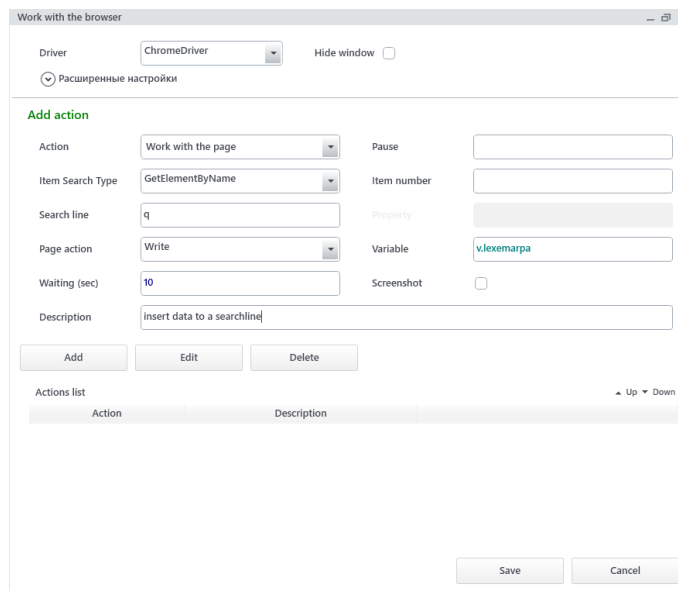 Work with the browser
Driver ChromeDriver Hide window
Расширенные настройки
Add action
Action Work with the page Pause
Item Search Type GetElementByName Item number
Search line q Property
Page action Write Variable v.lexemarpa
Waiting (sec) 10 Screenshot
Description insert data to a searchline
Add Edit Delete
Actions list Up Down
Action Description
Save Cancel